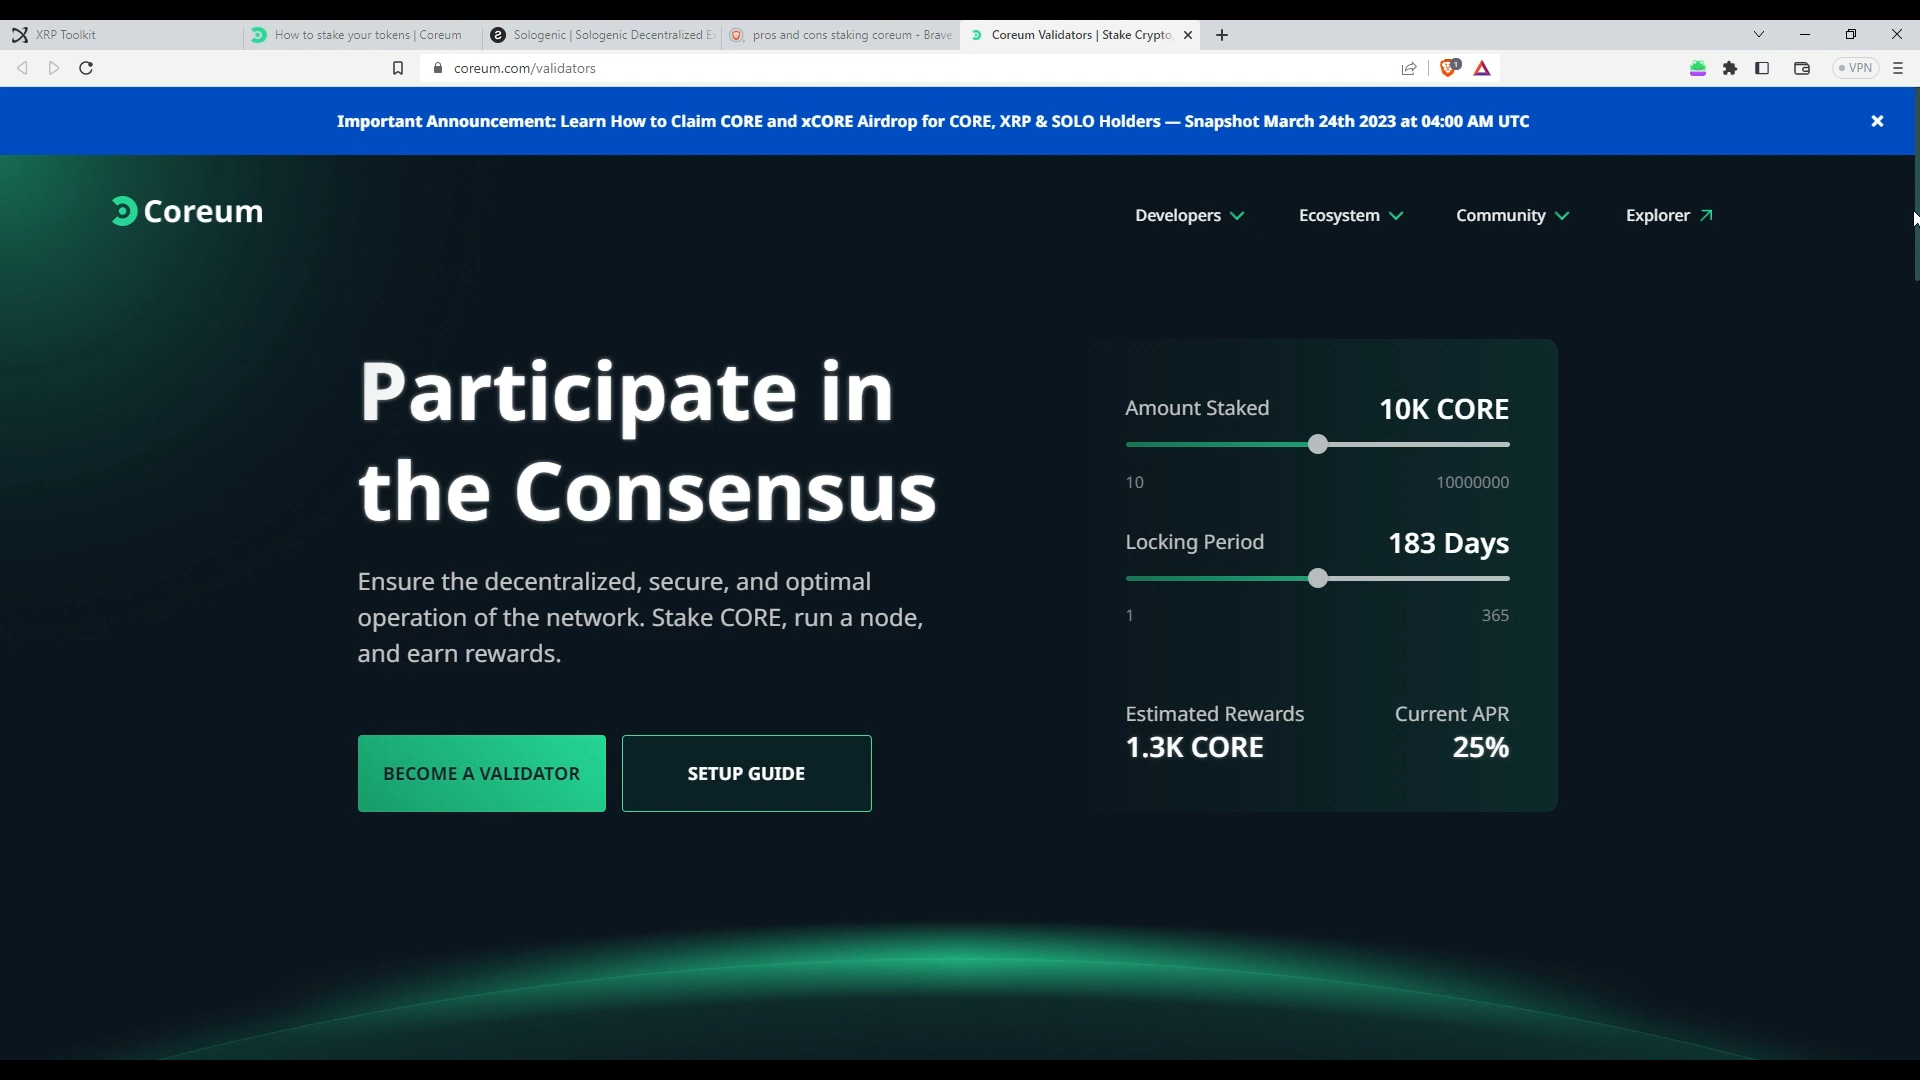 XRP Toolkit
How to stake your tokens | Coreum
Sologenic | Sologenic Decentralized E
pros and cons staking coreum - Brave
Coreum Validators | Stake Crypto,
coreum.com/validators
1
VPN
Important Announcement: Learn How to Claim CORE and xCORE Airdrop for CORE, XRP & SOLO Holders — Snapshot March 24th 2023 at 04:00 AM UTC
Coreum
Developers
Ecosystem
Community
Explorer
Participate in
the Consensus
Ensure the decentralized, secure, and optimal
operation of the network. Stake CORE, run a node,
and earn rewards.
BECOME A VALIDATOR
SETUP GUIDE
Amount Staked 10K CORE
10 10000000
Locking Period 183 Days
1 365
Estimated Rewards Current APR
1.3K CORE 25%